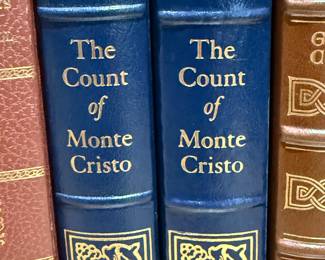 The
Count
of
Monte
Cristo
The
Count
of
Monte
Cristo